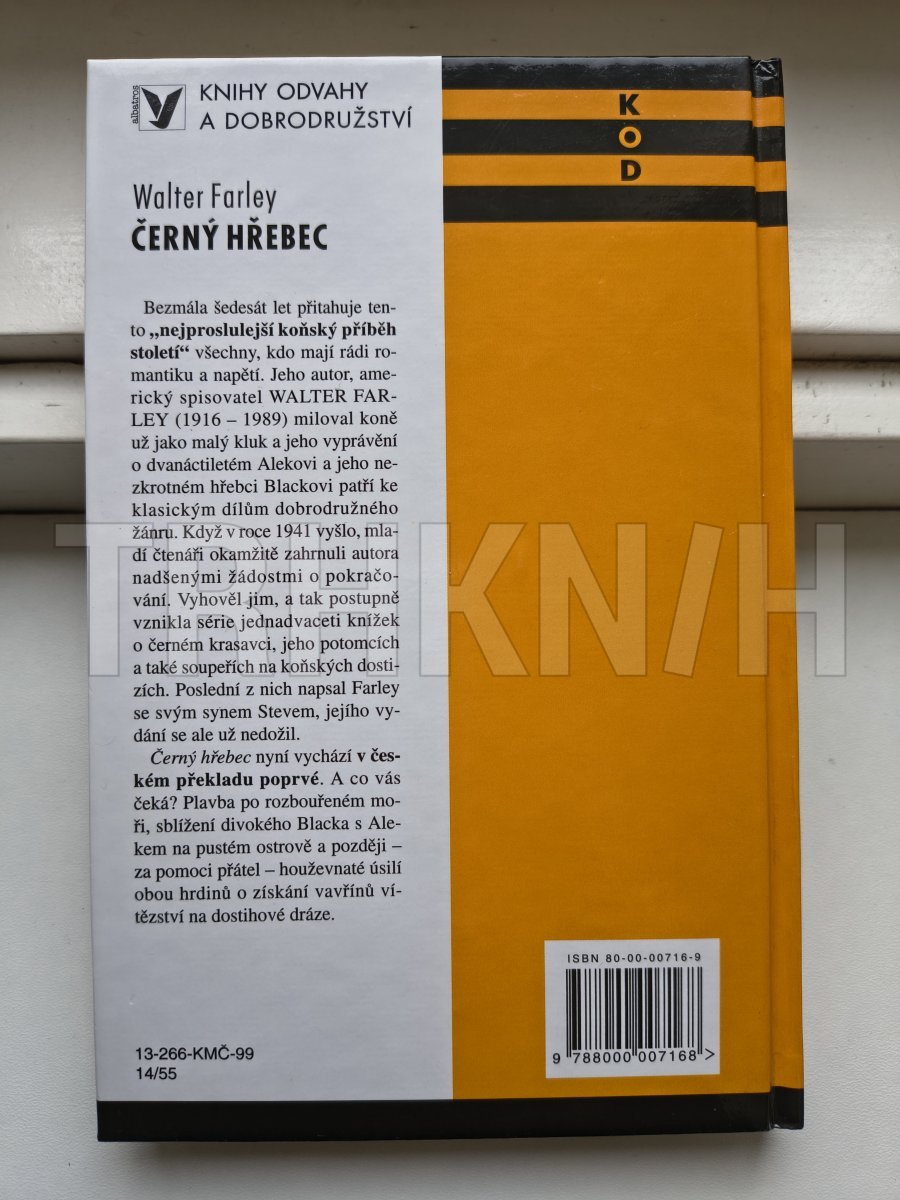 albatros
KNIHY ODVAHY
A DOBRODRUŽSTVÍ
K
O
D
Walter Farley
ČERNÝ HŘEBEC
Bezmála šedesát let přitahuje ten-
to „nejproslulejší koňský příběh
století“ všechny, kdo mají rádi ro-
mantiku a napětí. Jeho autor, ame-
rický spisovatel WALTER FAR-
LEY (1916 – 1989) miloval koně
už jako malý kluk a jeho vyprávění
o dvanáctiletém Alekovi a jeho ne-
zkrotném hřebci Blackovi patří ke
klasickým dílům dobrodružného
žánru. Když v roce 1941 vyšlo, mla-
dí čtenáři okamžitě zahrnuli autora
nadšenými žádostmi o pokračo-
vání. Vyhověl jim, a tak postupně
vznikla série jednadvaceti knížek
o černém krasavci, jeho potomcích
a také soupeřích na koňských dosti-
zích. Poslední z nich napsal Farley
se svým synem Stevem, jejího vy-
dání se ale už nedožil.
Černý hřebec nyní vychází v čes-
kém překladu poprvé. A co vás
čeká? Plavba po rozbouřeném mo-
ři, sblížení divokého Blacka s Ale-
kem na pustém ostrově a později –
za pomoci přátel – houževnaté úsilí
obou hrdinů o získání vavřínů ví-
tězství na dostihové dráze.
TRHKNIH
ISBN 80-00-00716-9
9 788000 007168 >
13-266-KMČ-99
14/55